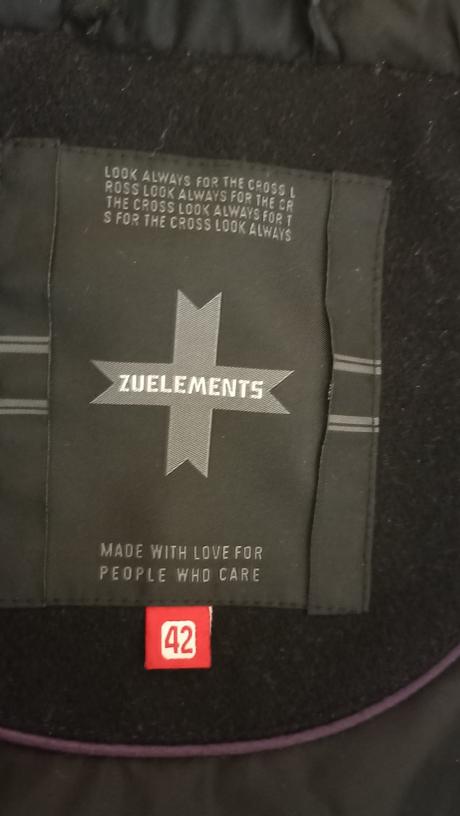 LOOK ALWAYS FOR THE CROSS L
ROSS LOOK ALWAYS FOR THE CR
THE CROSS LOOK ALWAYS FOR T
S FOR THE CROSS LOOK ALWAYS
ZUELEMENTS
MADE WITH LOVE FOR
PEOPLE WHO CARE
42